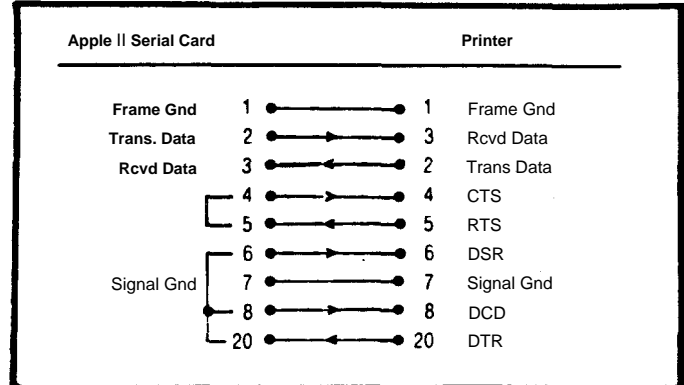 Apple II Serial Card Printer
Frame Gnd 1 1 Frame Gnd
Trans. Data 2 3 Rcvd Data
Rcvd Data 3 2 Trans Data
4 4 CTS
5 5 RTS
6 6 DSR
Signal Gnd 7 7 Signal Gnd
8 8 DCD
20 20 DTR